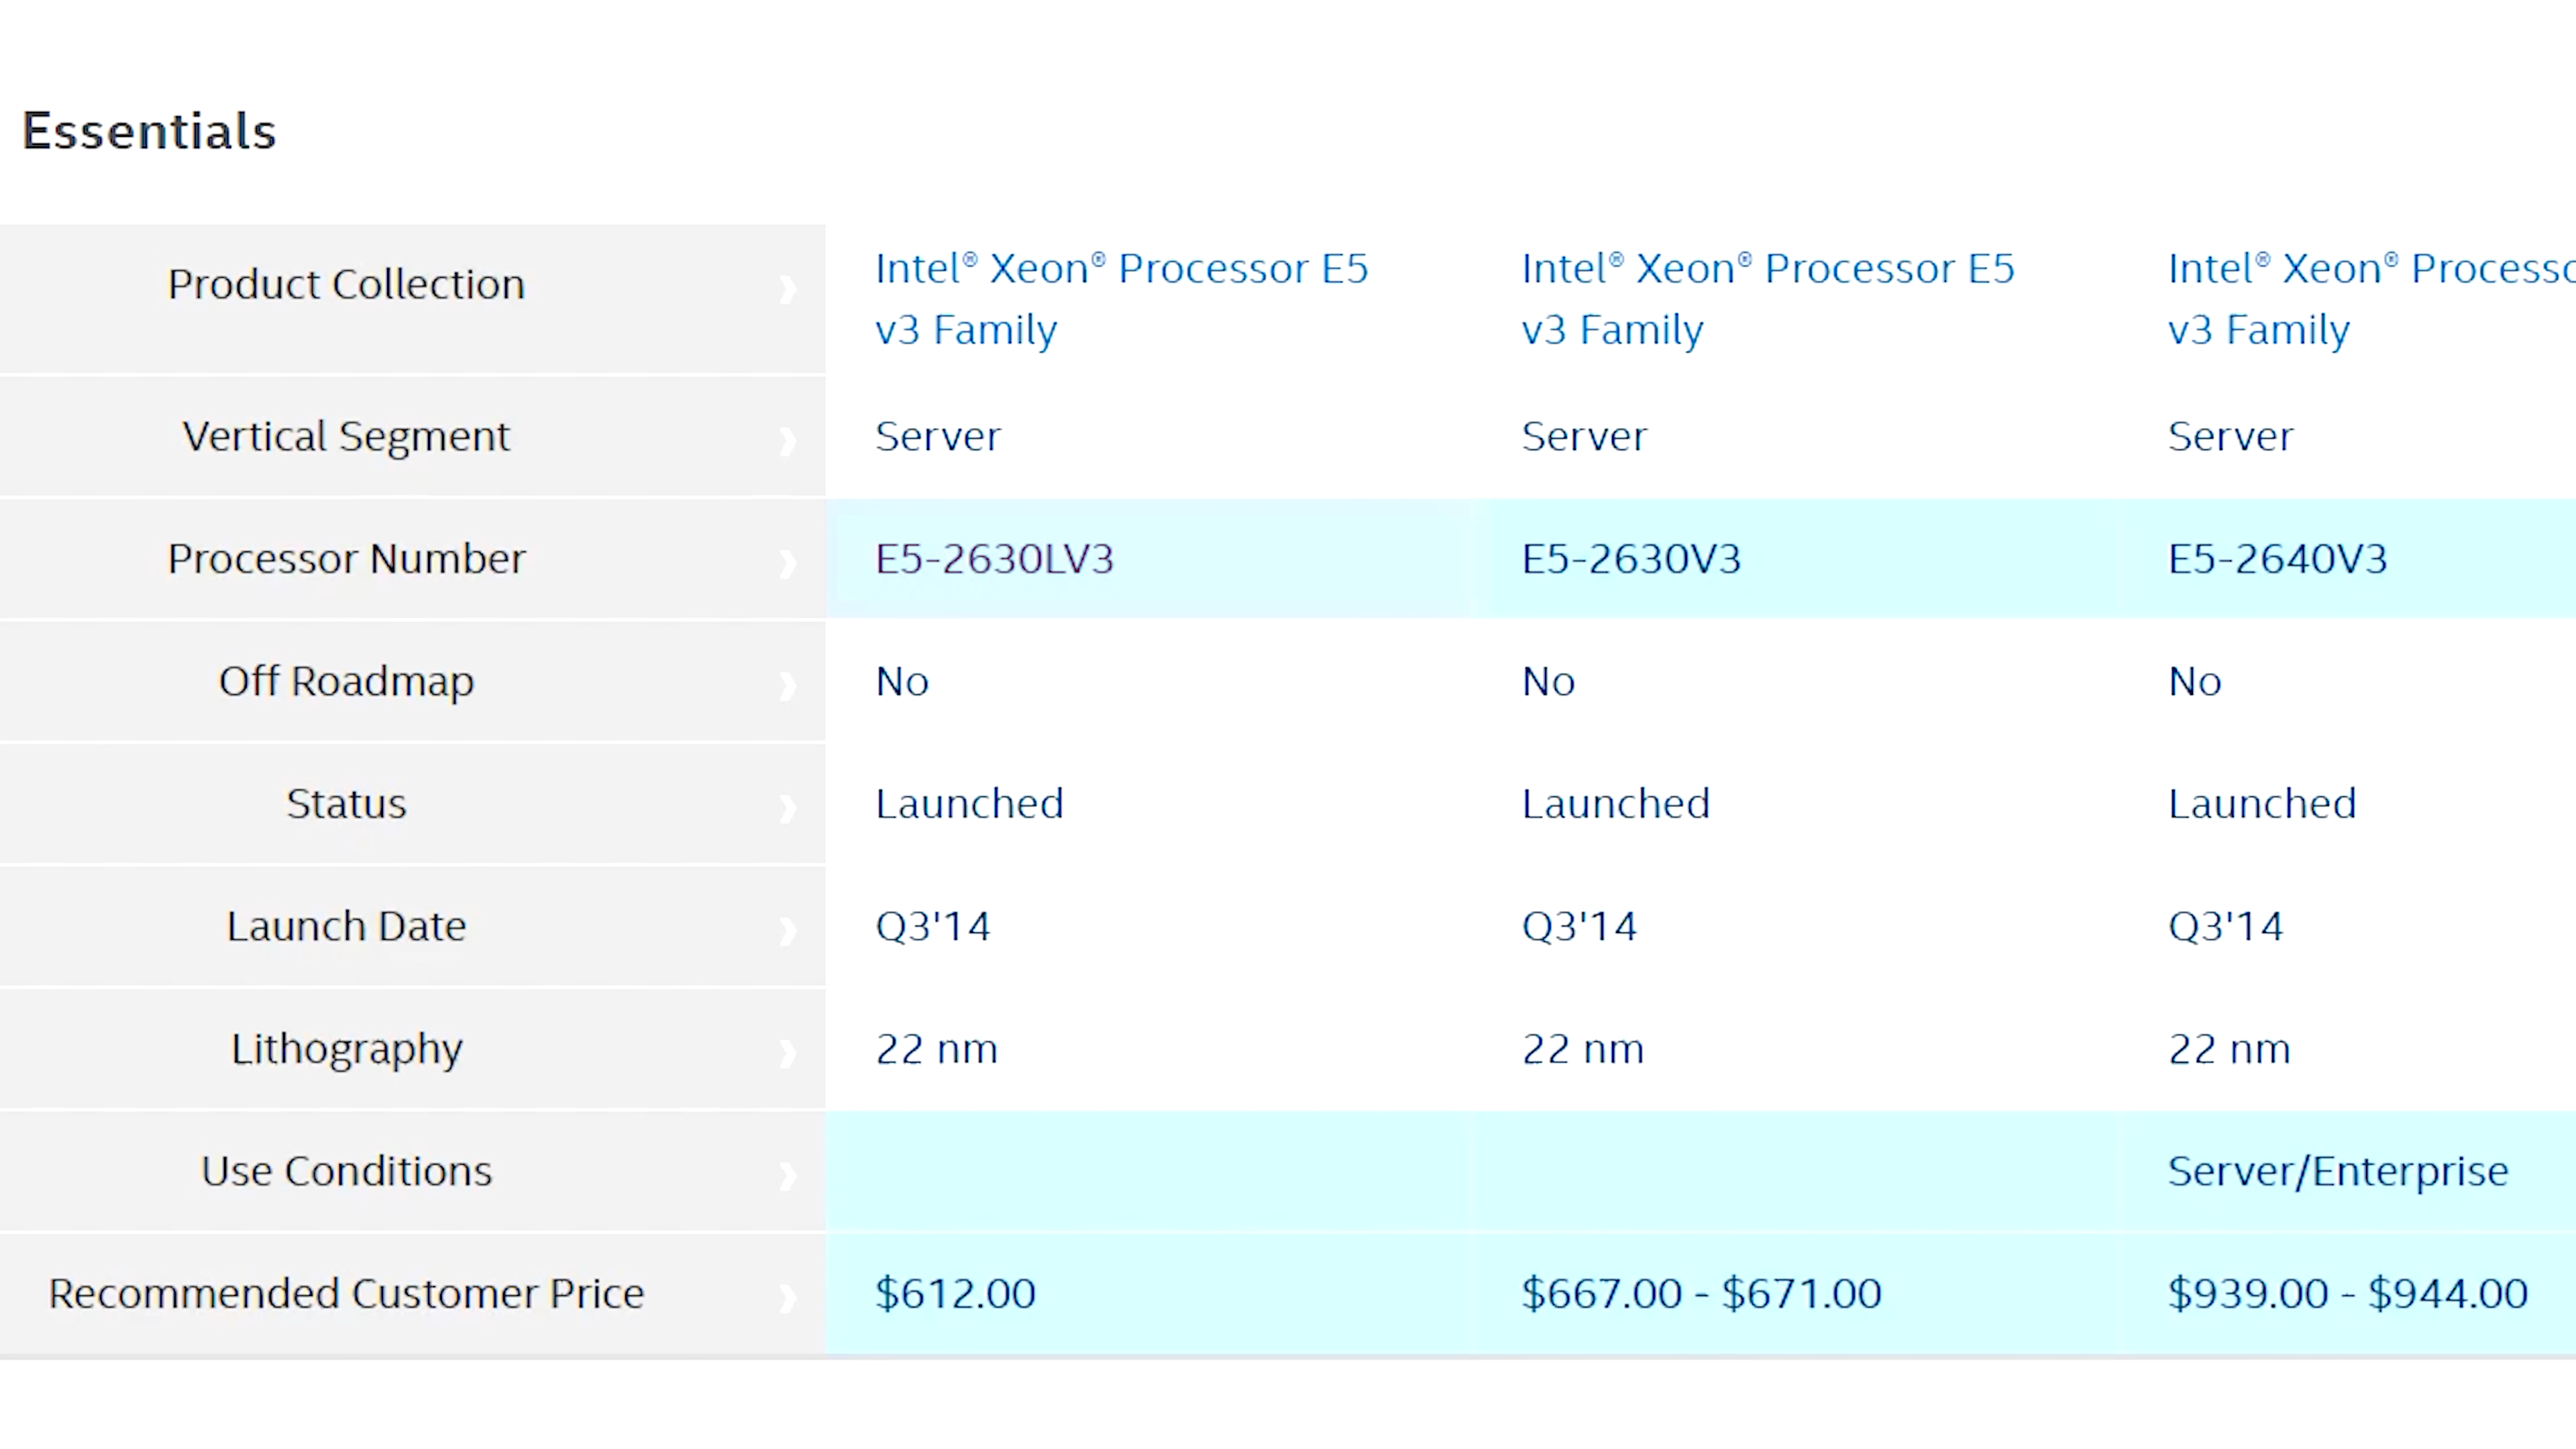 Essentials
Product Collection Intel® Xeon® Processor E5 Intel® Xeon® Processor E5 Intel® Xeon®
v3 Family v3 Family v3 Family
Vertical Segment Server Server Server
Processor Number E5-2630LV3 E5-2630V3 E5-2640V3
Off Roadmap No No No
Status Launched Launched Launched
Launch Date Q3'14 Q3'14 Q3'14
Lithography 22 nm 22 nm 22 nm
Use Conditions Server/Enterprise
Recommended Customer Price $612.00 $667.00 - $671.00 $939.00 - $944.00